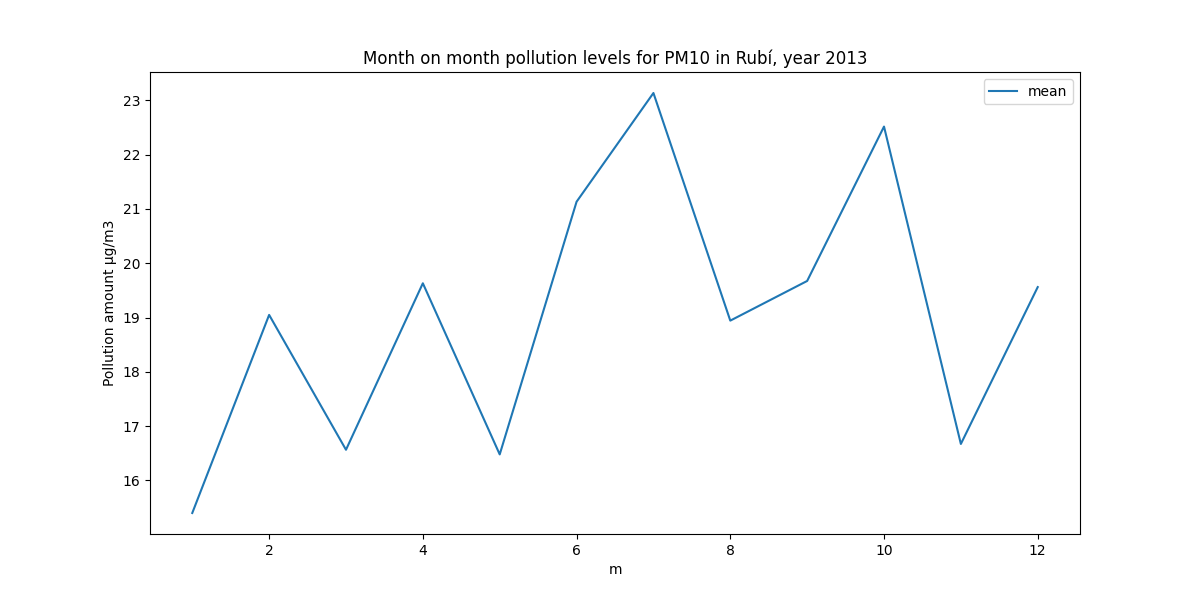 Month on month pollution levels for PM10 in Rubí, year 2013
mean
Pollution amount µg/m3
23
22
21
20
19
18
17
16
2 4 6 8 10 12
m